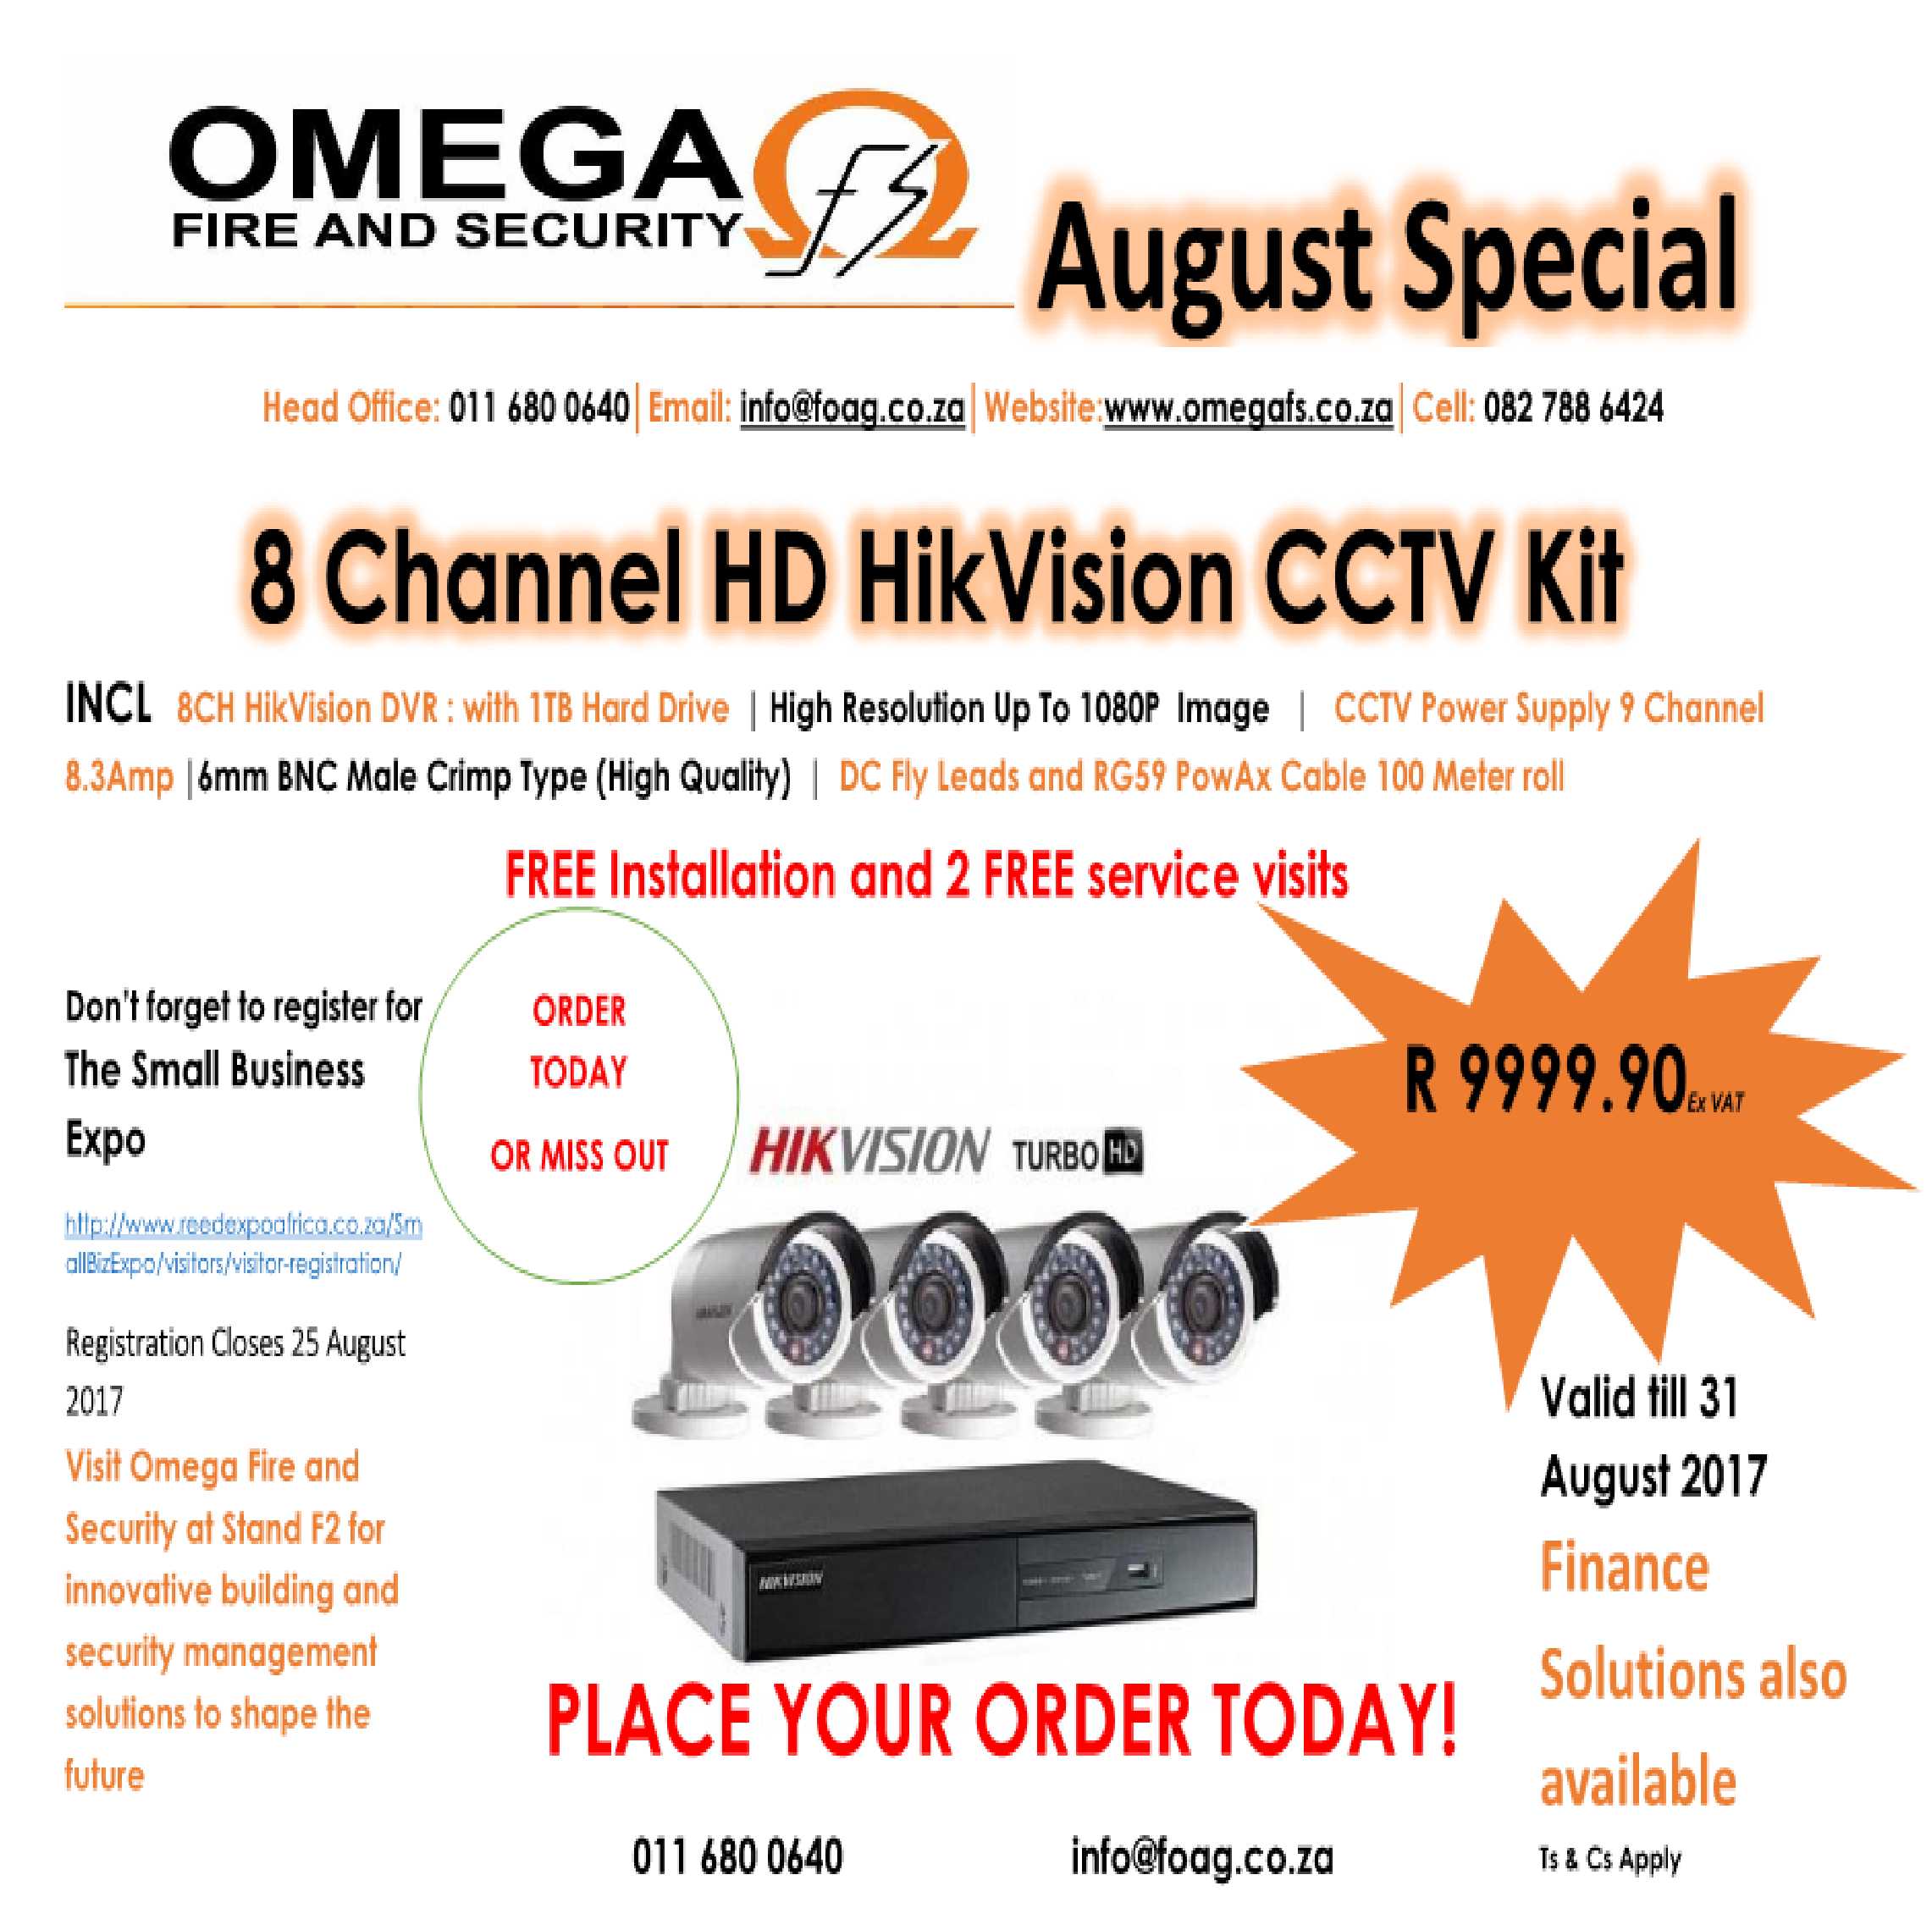 OMEGA
FIRE AND SECURITY
August Special
Head Office: 011 680 0640 | Email: info@foag.co.za | Website:www.omegafs.co.za | Cell: 082 788 6424
8 Channel HD HikVision CCTV Kit
INCL 8CH HikVision DVR : with 1TB Hard Drive | High Resolution Up To 1080P Image | CCTV Power Supply 9 Channel
8.3Amp |6mm BNC Male Crimp Type (High Quality) | DC Fly Leads and RG59 PowAx Cable 100 Meter roll
FREE Installation and 2 FREE service visits
Don't forget to register for
The Small Business
Expo
http://www.reedexpoafrica.co.za/Sm
allBizExpo/visitors/visitor-registration/
Registration Closes 25 August
2017
Visit Omega Fire and
Security at Stand F2 for
innovative building and
security management
solutions to shape the
future
ORDER
TODAY
OR MISS OUT
HIKVISION TURBO HD
HIKVISION
R 9999.90 Ex VAT
Valid till 31
August 2017
Finance
Solutions also
available
Ts & Cs Apply
PLACE YOUR ORDER TODAY!
011 680 0640 info@foag.co.za